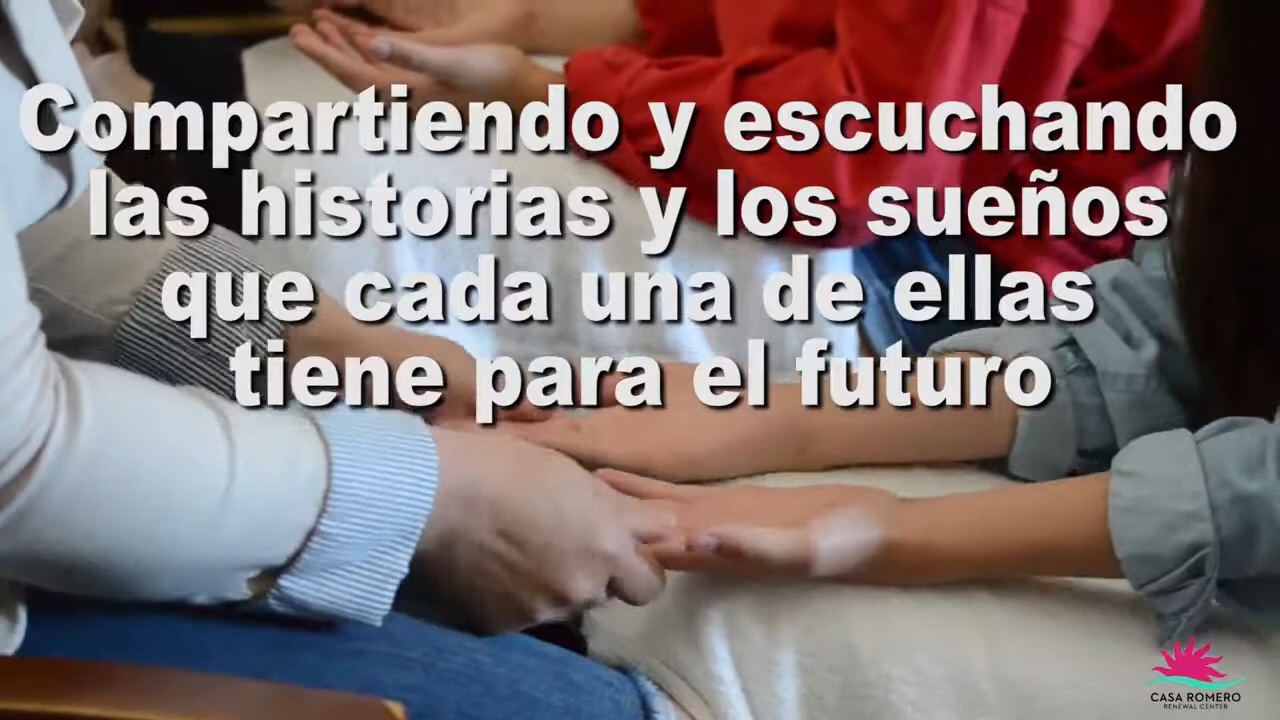 Compartiendo y escuchando
las historias y los sueños
que cada una de ellas
tiene para el futuro
CASA ROMERO
RENEWAL CENTER